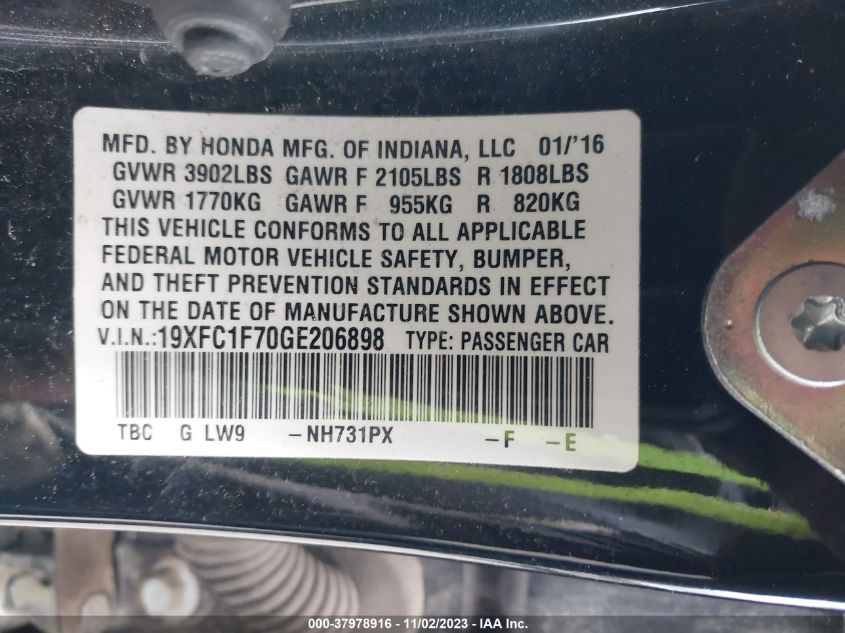 MFD. BY HONDA MFG. OF INDIANA, LLC 01/'16
GVWR 3902LBS GAWR F 2105LBS R 1808LBS
GVWR 1770KG GAWR F 955KG R 820KG
THIS VEHICLE CONFORMS TO ALL APPLICABLE
FEDERAL MOTOR VEHICLE SAFETY, BUMPER,
AND THEFT PREVENTION STANDARDS IN EFFECT
ON THE DATE OF MANUFACTURE SHOWN ABOVE.
V.I.N.:19XFC1F70GE206898 TYPE: PASSENGER CAR
TBC G LW9 -NH731PX -F -E
000-37978916 - 11/02/2023 - IAA Inc.